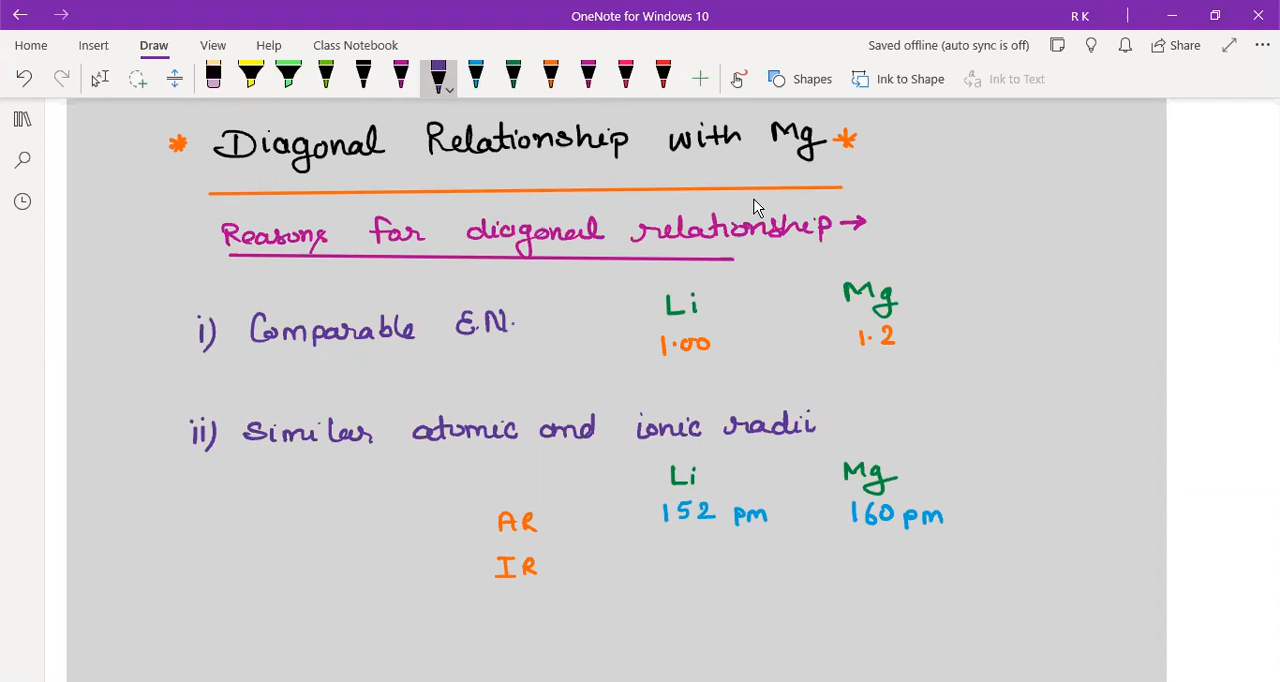 OneNote for Windows 10
R K
Home Insert Draw View Help Class Notebook
Saved offline (auto sync is off)
Share
Shapes
Ink to Shape
Ink to Text
* Diagonal Relationship with Mg *
Reasons for diagonal relationship →
Li Mg
i) Comparable E.N.
1.00 1.2
ii) Similar atomic and ionic radii
Li Mg
AR 152 pm 160 pm
IR